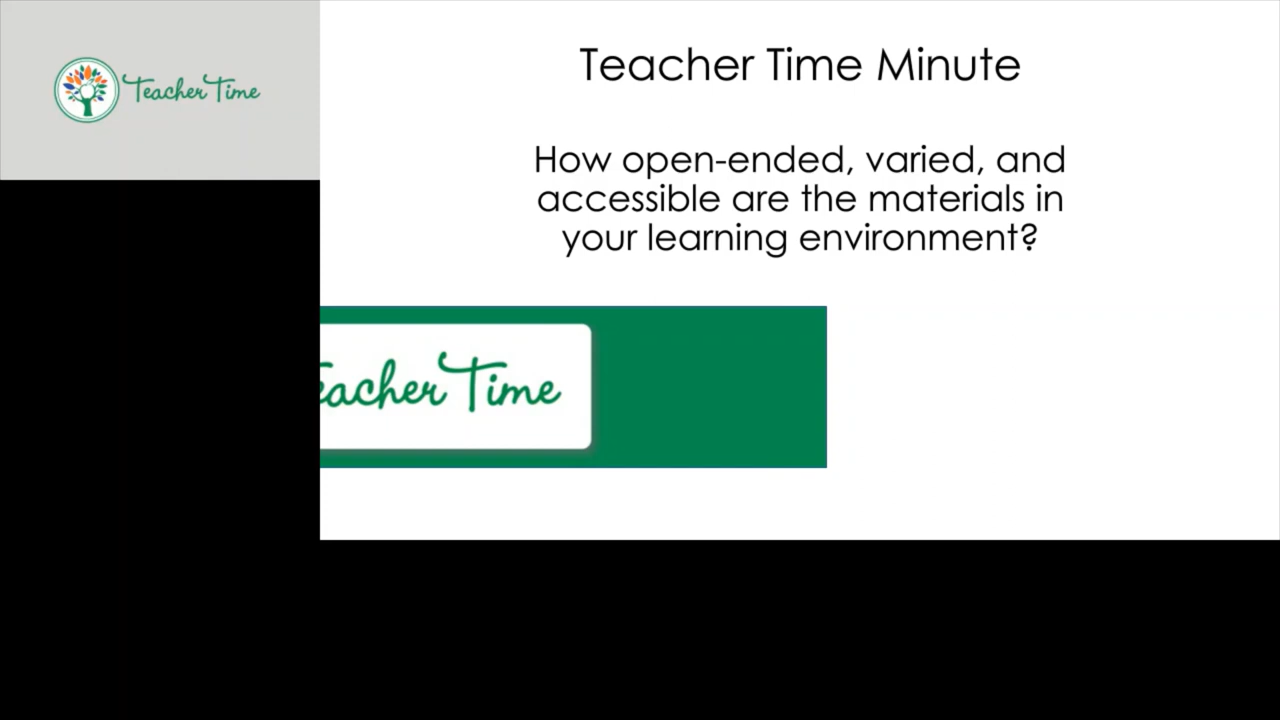 Teacher Time
Teacher Time Minute
How open-ended, varied, and
accessible are the materials in
your learning environment?
eacher Time